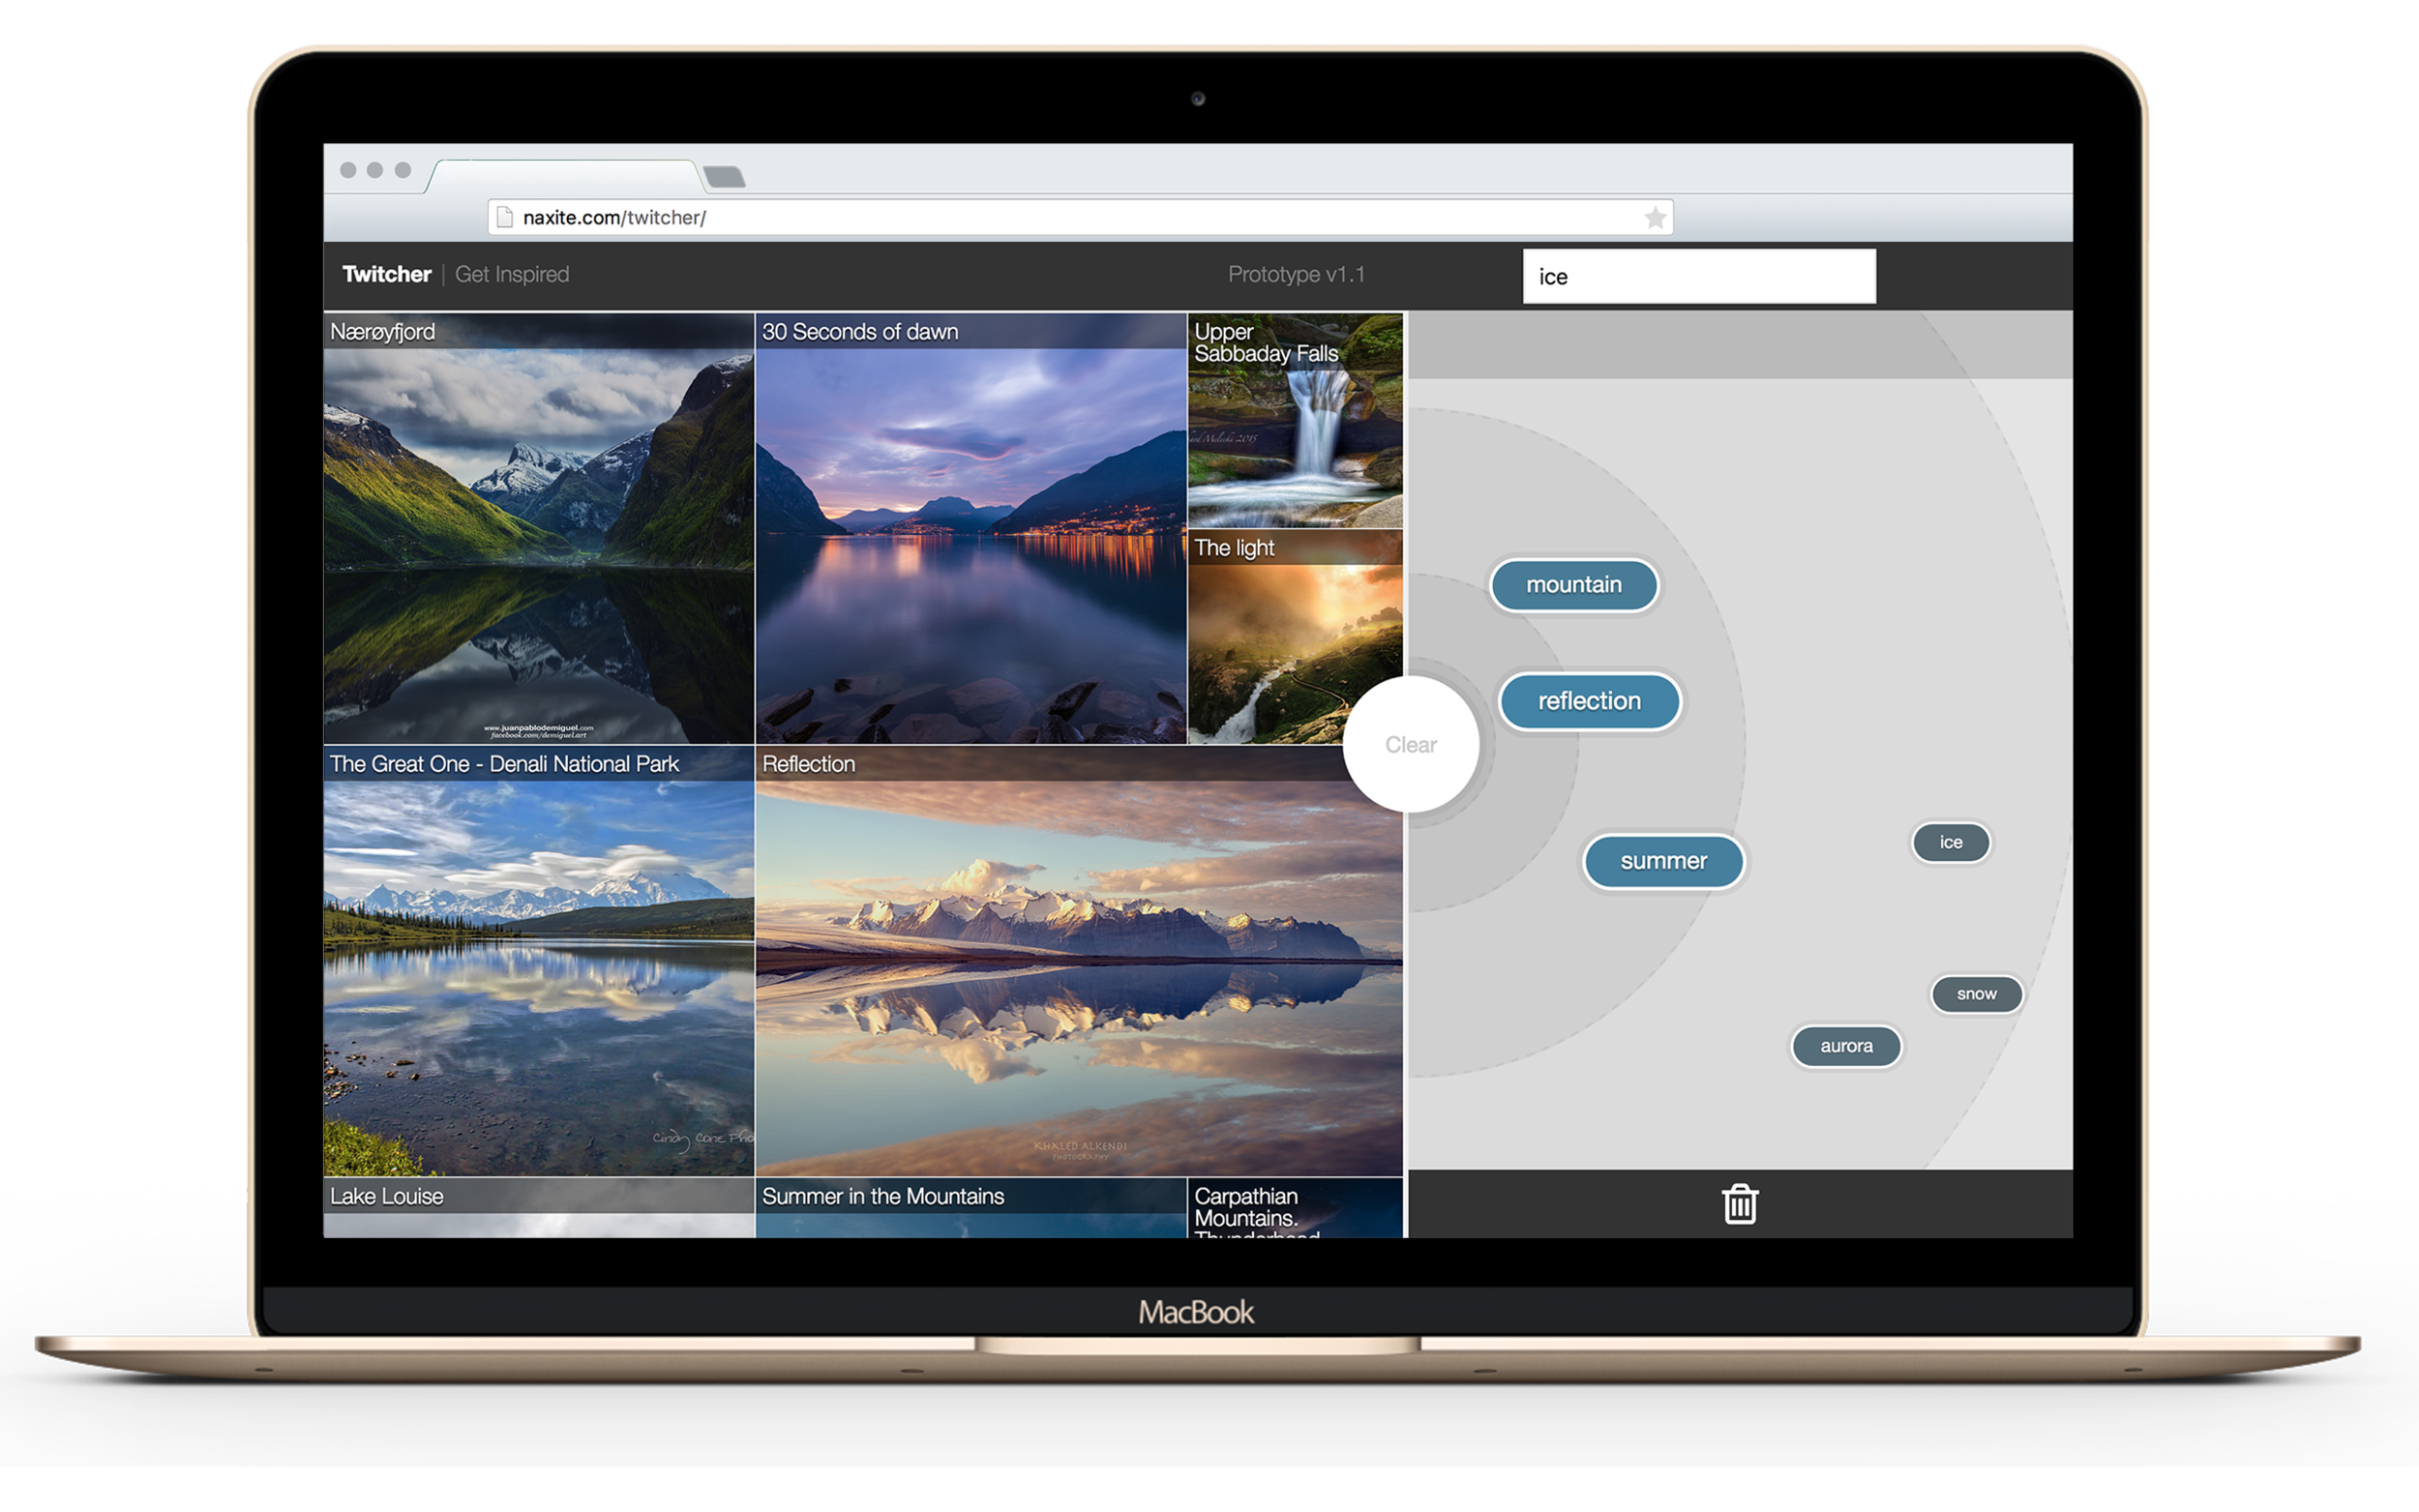 naxite.com/twitcher/
Twitcher | Get Inspired
Prototype v1.1
ice
Nærøyfjord
30 Seconds of dawn
Upper
Sabbaday Falls
The light
www.juanpablodemiguel.com
facebook.com/demiguel.art
The Great One - Denali National Park
Reflection
Cindy Cone Pho
KHALED ALKENDI
PHOTOGRAPHY
Lake Louise
Summer in the Mountains
Carpathian
Mountains.
Thunderhead
Clear
mountain
reflection
summer
ice
snow
aurora
MacBook